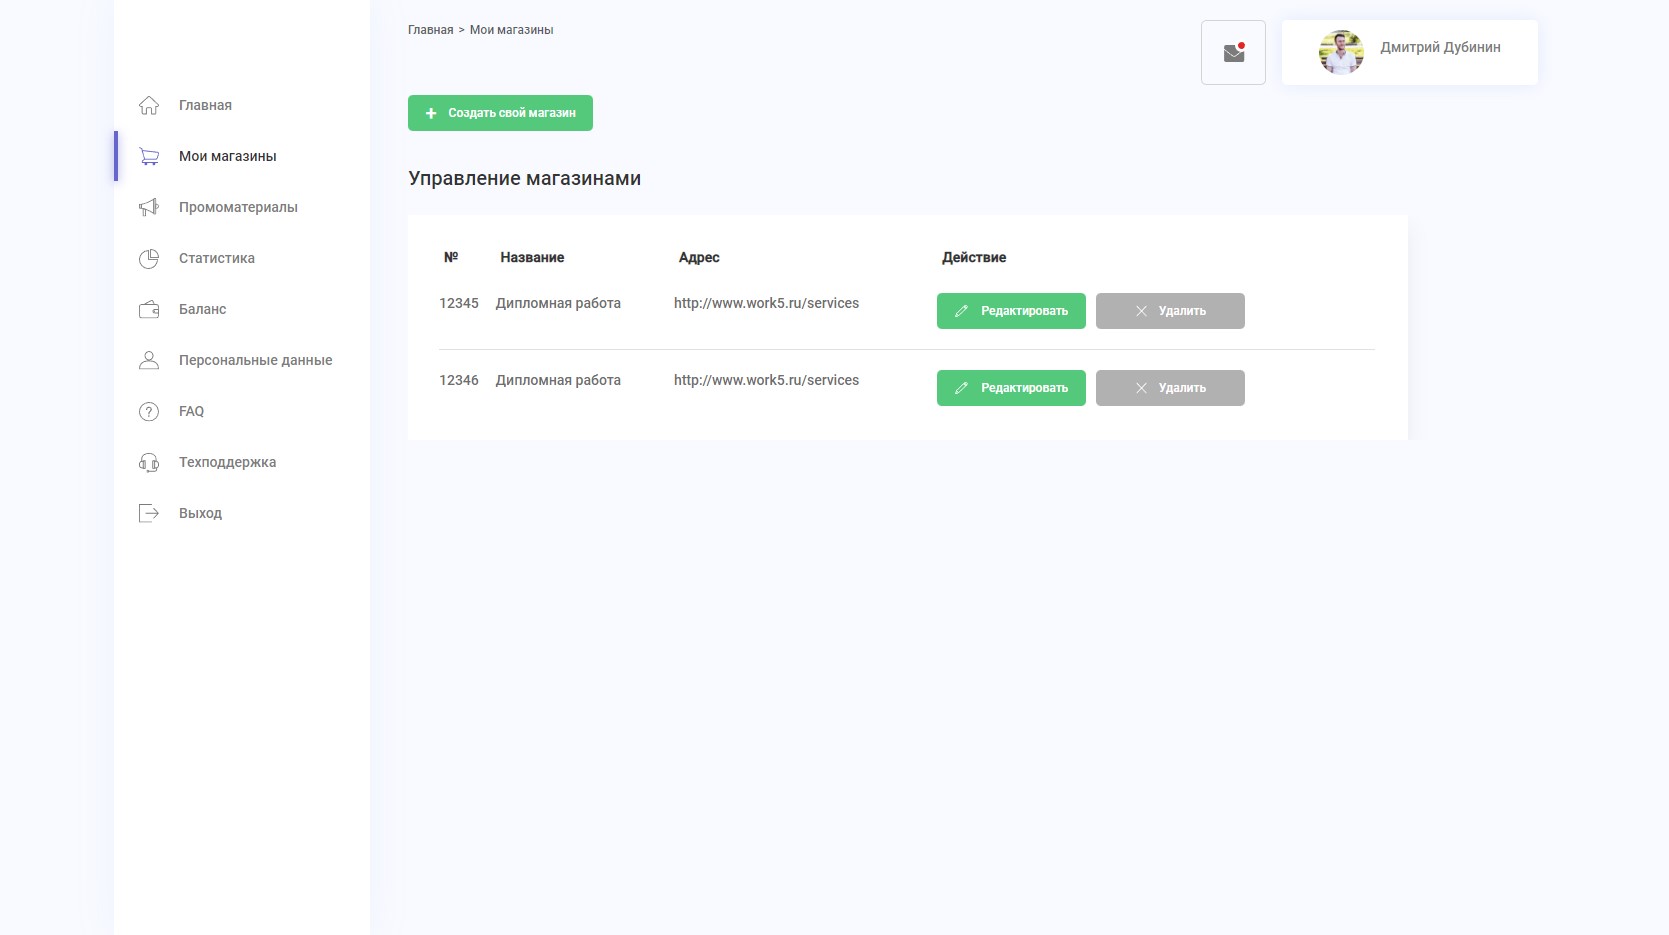 Главная > Мои магазины
Дмитрий Дубинин
Главная
Мои магазины
Промоматериалы
Статистика
Баланс
Персональные данные
FAQ
Техподдержка
Выход
Создать свой магазин
Управление магазинами
№ Название Адрес Действие
12345 Дипломная работа http://www.work5.ru/services Редактировать Удалить
12346 Дипломная работа http://www.work5.ru/services Редактировать Удалить